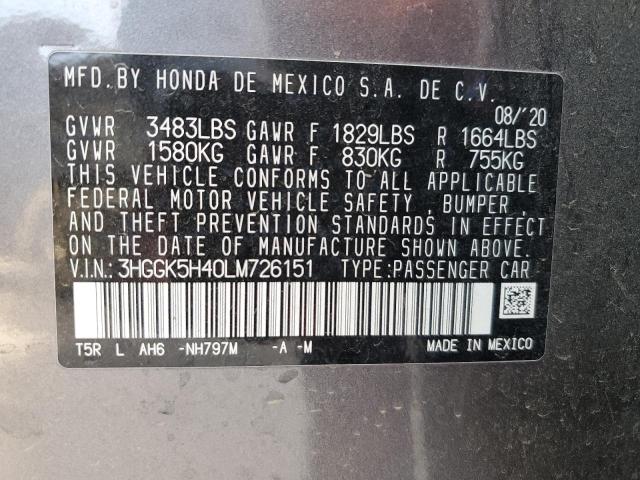 MFD. BY HONDA DE MEXICO S.A. DE C.V.
08/'20
GVWR 3483LBS GAWR F 1829LBS R 1664LBS
GVWR 1580KG GAWR F 830KG R 755KG
THIS VEHICLE CONFORMS TO ALL APPLICABLE
FEDERAL MOTOR VEHICLE SAFETY , BUMPER ,
AND THEFT PREVENTION STANDARDS IN EFFECT
ON THE DATE OF MANUFACTURE SHOWN ABOVE.
V.I.N.: 3HGGK5H40LM726151 TYPE: PASSENGER CAR
T5R L AH6 -NH797M -A -M MADE IN MEXICO